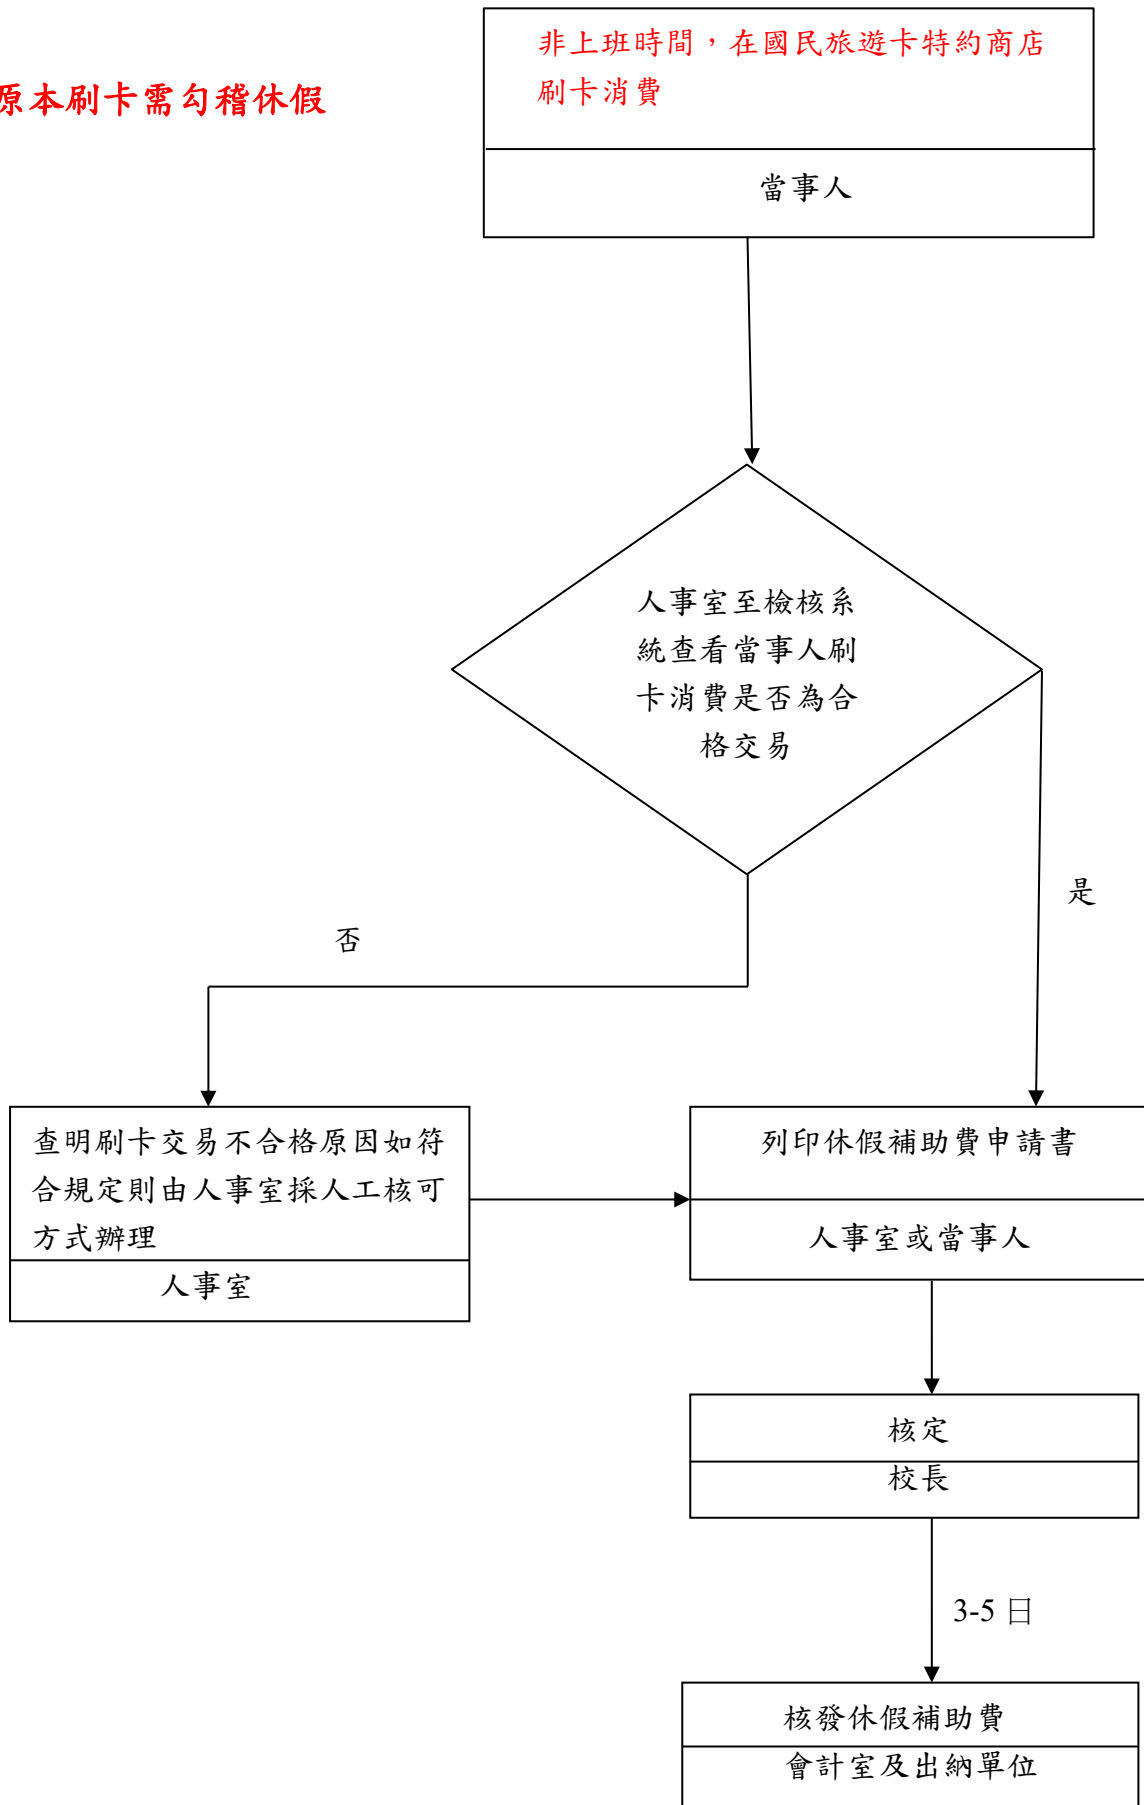 非上班時間，在國民旅遊卡特約商店
刷卡消費
原本刷卡需勾稽休假
當事人
人事室至檢核系
統查看當事人刷
卡消費是否為合
格交易
是
否
查明刷卡交易不合格原因如符
合規定則由人事室採人工核可
方式辦理
人事室
列印休假補助費申請書
人事室或當事人
核定
校長
3-5 日
核發休假補助費
會計室及出納單位